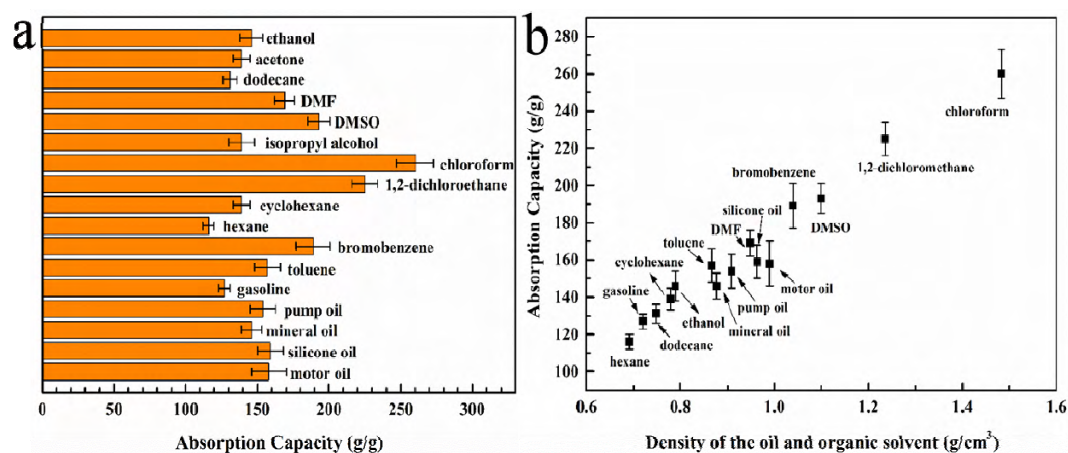 a
ethanol
acetone
dodecane
DMF
DMSO
isopropyl alcohol
chloroform
1,2-dichloroethane
cyclohexane
hexane
bromobenzene
toluene
gasoline
pump oil
mineral oil
silicone oil
motor oil
0 50 100 150 200 250 300
Absorption Capacity (g/g)
b
Absorption Capacity (g/g)
280
260
240
220
200
180
160
140
120
100
chloroform
1,2-dichloromethane
bromobenzene
DMSO
silicone oil
DMF
toluene
motor oil
cyclohexane
pump oil
gasoline
ethanol
mineral oil
dodecane
hexane
0.6 0.8 1.0 1.2 1.4 1.6
Density of the oil and organic solvent (g/cm³)